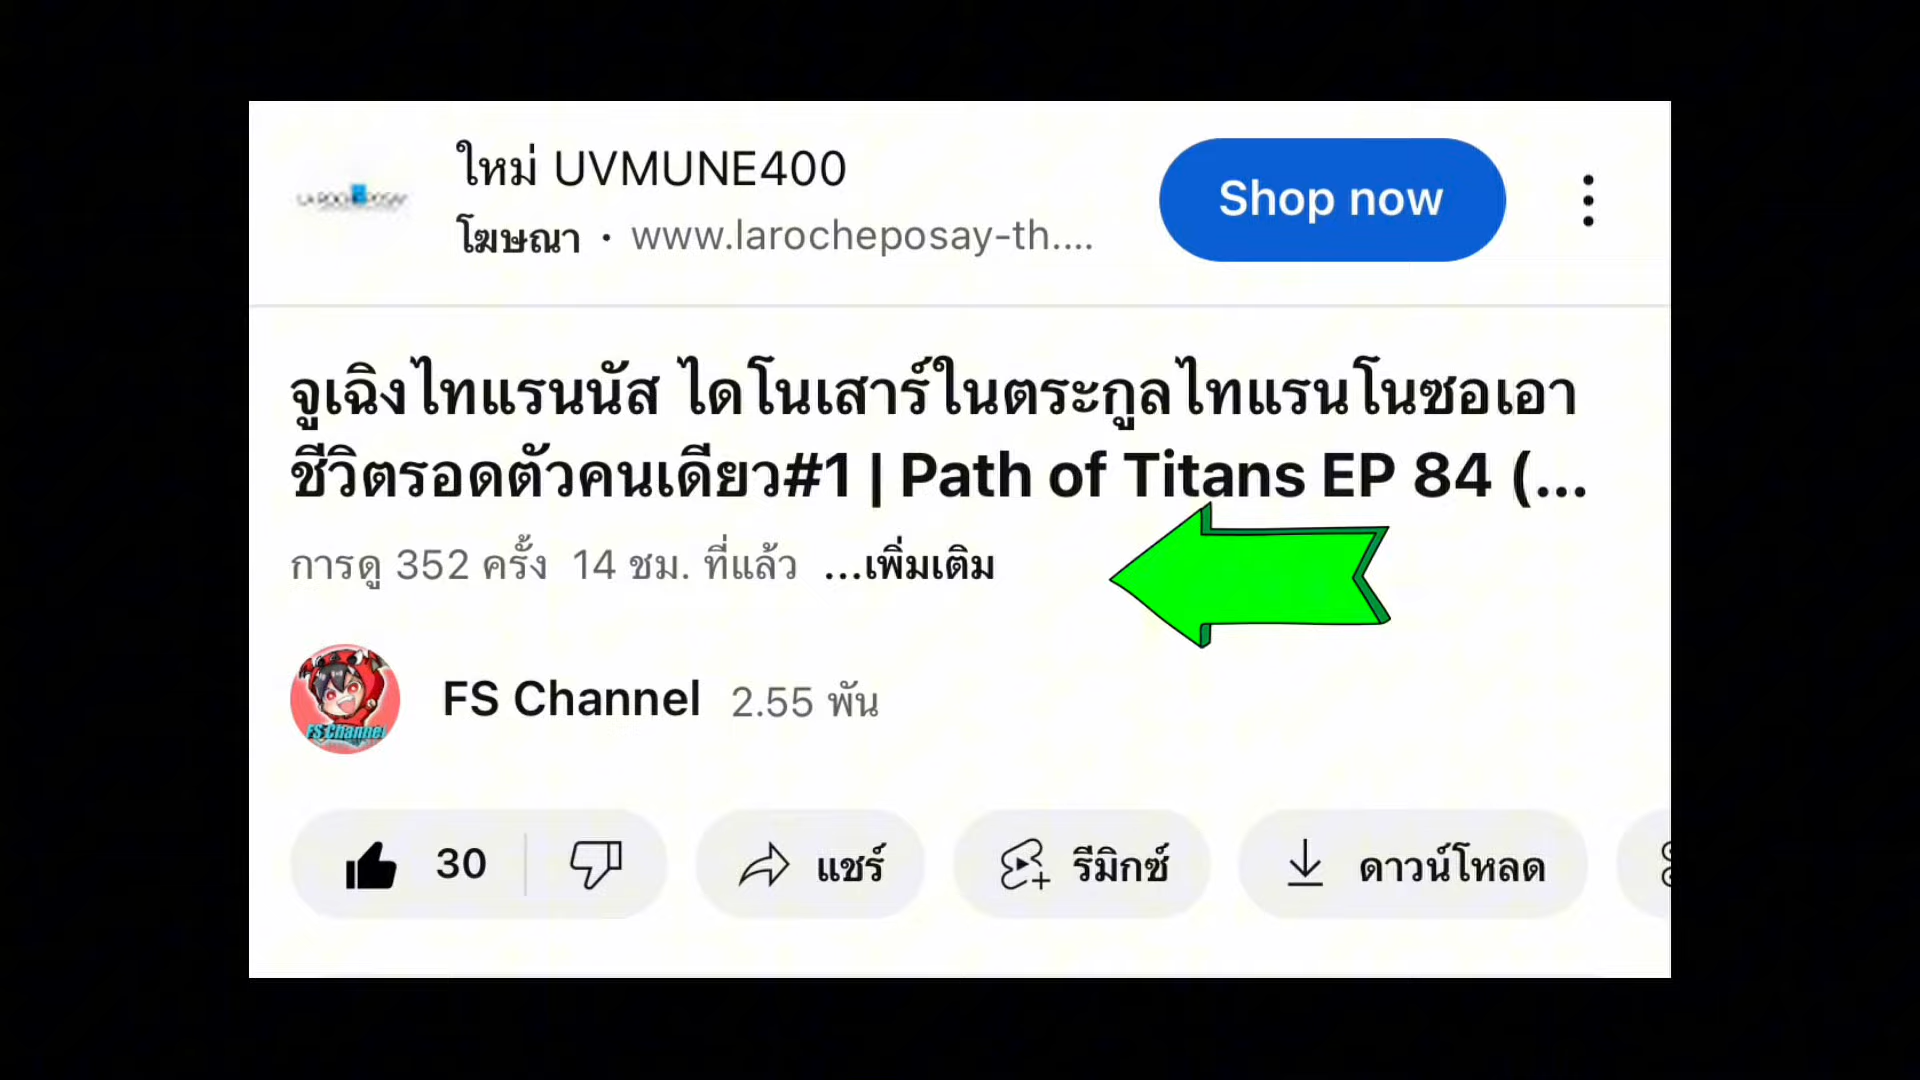 LA ROCHE POSAY
ใหม่ UVMUNE400
โฆษณา · www.larocheposay-th....
Shop now
จูเฉิงไทแรนนัส ไดโนเสาร์ในตระกูลไทแรนโนซอเอา
ชีวิตรอดตัวคนเดียว#1 | Path of Titans EP 84 (...
การดู 352 ครั้ง 14 ชม. ที่แล้ว ...เพิ่มเติม
FS Channel
FS Channel 2.55 พัน
30 แชร์ รีมิกซ์ ดาวน์โหลด